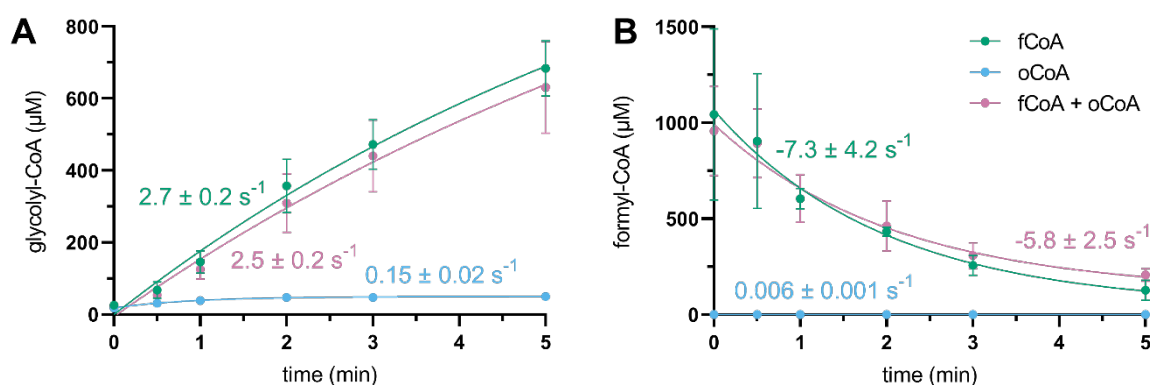 A
glycolyl-CoA (µM)
800
600
400
200
0
2.7 ± 0.2 s⁻¹
2.5 ± 0.2 s⁻¹
0.15 ± 0.02 s⁻¹
0 1 2 3 4 5
time (min)
B
formyl-CoA (µM)
1500
1000
500
0
fCoA
oCoA
fCoA + oCoA
-7.3 ± 4.2 s⁻¹
-5.8 ± 2.5 s⁻¹
0.006 ± 0.001 s⁻¹
0 1 2 3 4 5
time (min)